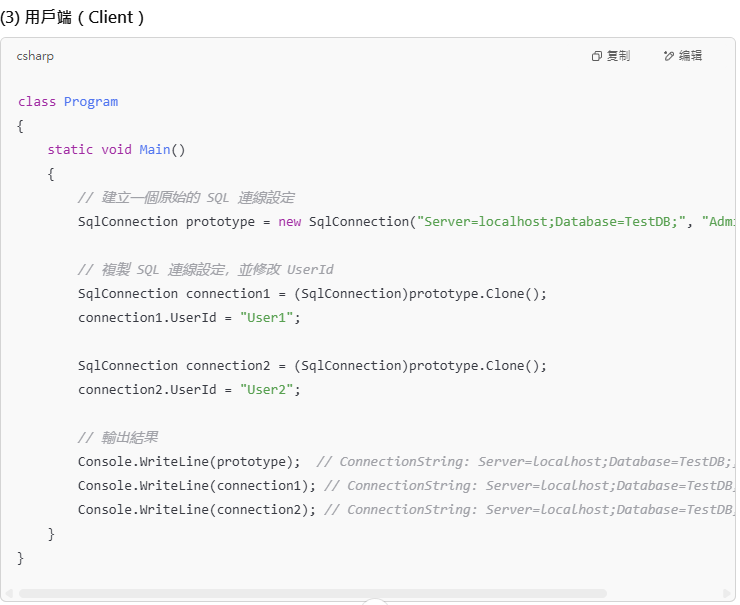 (3) 用戶端（Client）
csharp
复制
编辑
class Program
{
    static void Main()
    {
        // 建立一個原始的 SQL 連線設定
        SqlConnection prototype = new SqlConnection("Server=localhost;Database=TestDB;", "Adm
        // 複製 SQL 連線設定，並修改 UserId
        SqlConnection connection1 = (SqlConnection)prototype.Clone();
        connection1.UserId = "User1";
        SqlConnection connection2 = (SqlConnection)prototype.Clone();
        connection2.UserId = "User2";
        // 輸出結果
        Console.WriteLine(prototype);  // ConnectionString: Server=localhost;Database=TestDB;
        Console.WriteLine(connection1); // ConnectionString: Server=localhost;Database=TestDB
        Console.WriteLine(connection2); // ConnectionString: Server=localhost;Database=TestDB
    }
}